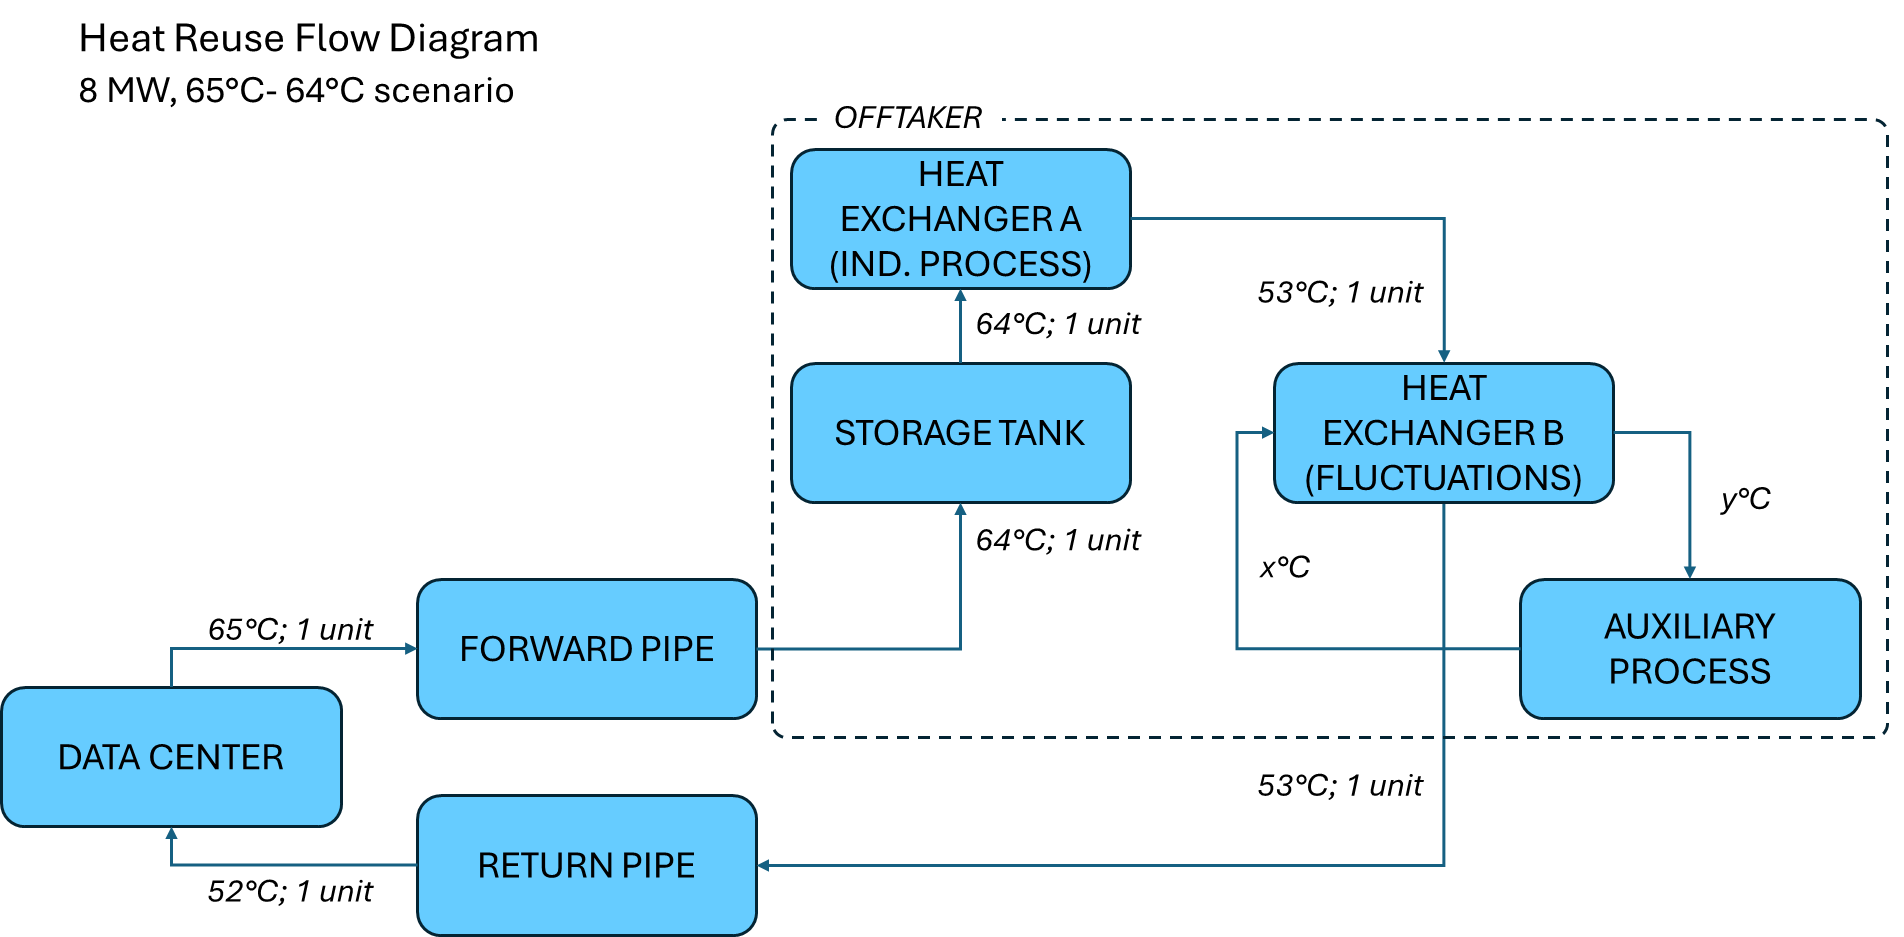 Heat Reuse Flow Diagram
8 MW, 65°C- 64°C scenario
OFFTAKER
HEAT
EXCHANGER A
(IND. PROCESS)
53°C; 1 unit
64°C; 1 unit
HEAT
EXCHANGER B
(FLUCTUATIONS)
STORAGE TANK
y°C
64°C; 1 unit
x°C
65°C; 1 unit
FORWARD PIPE
AUXILIARY
PROCESS
DATA CENTER
53°C; 1 unit
RETURN PIPE
52°C; 1 unit